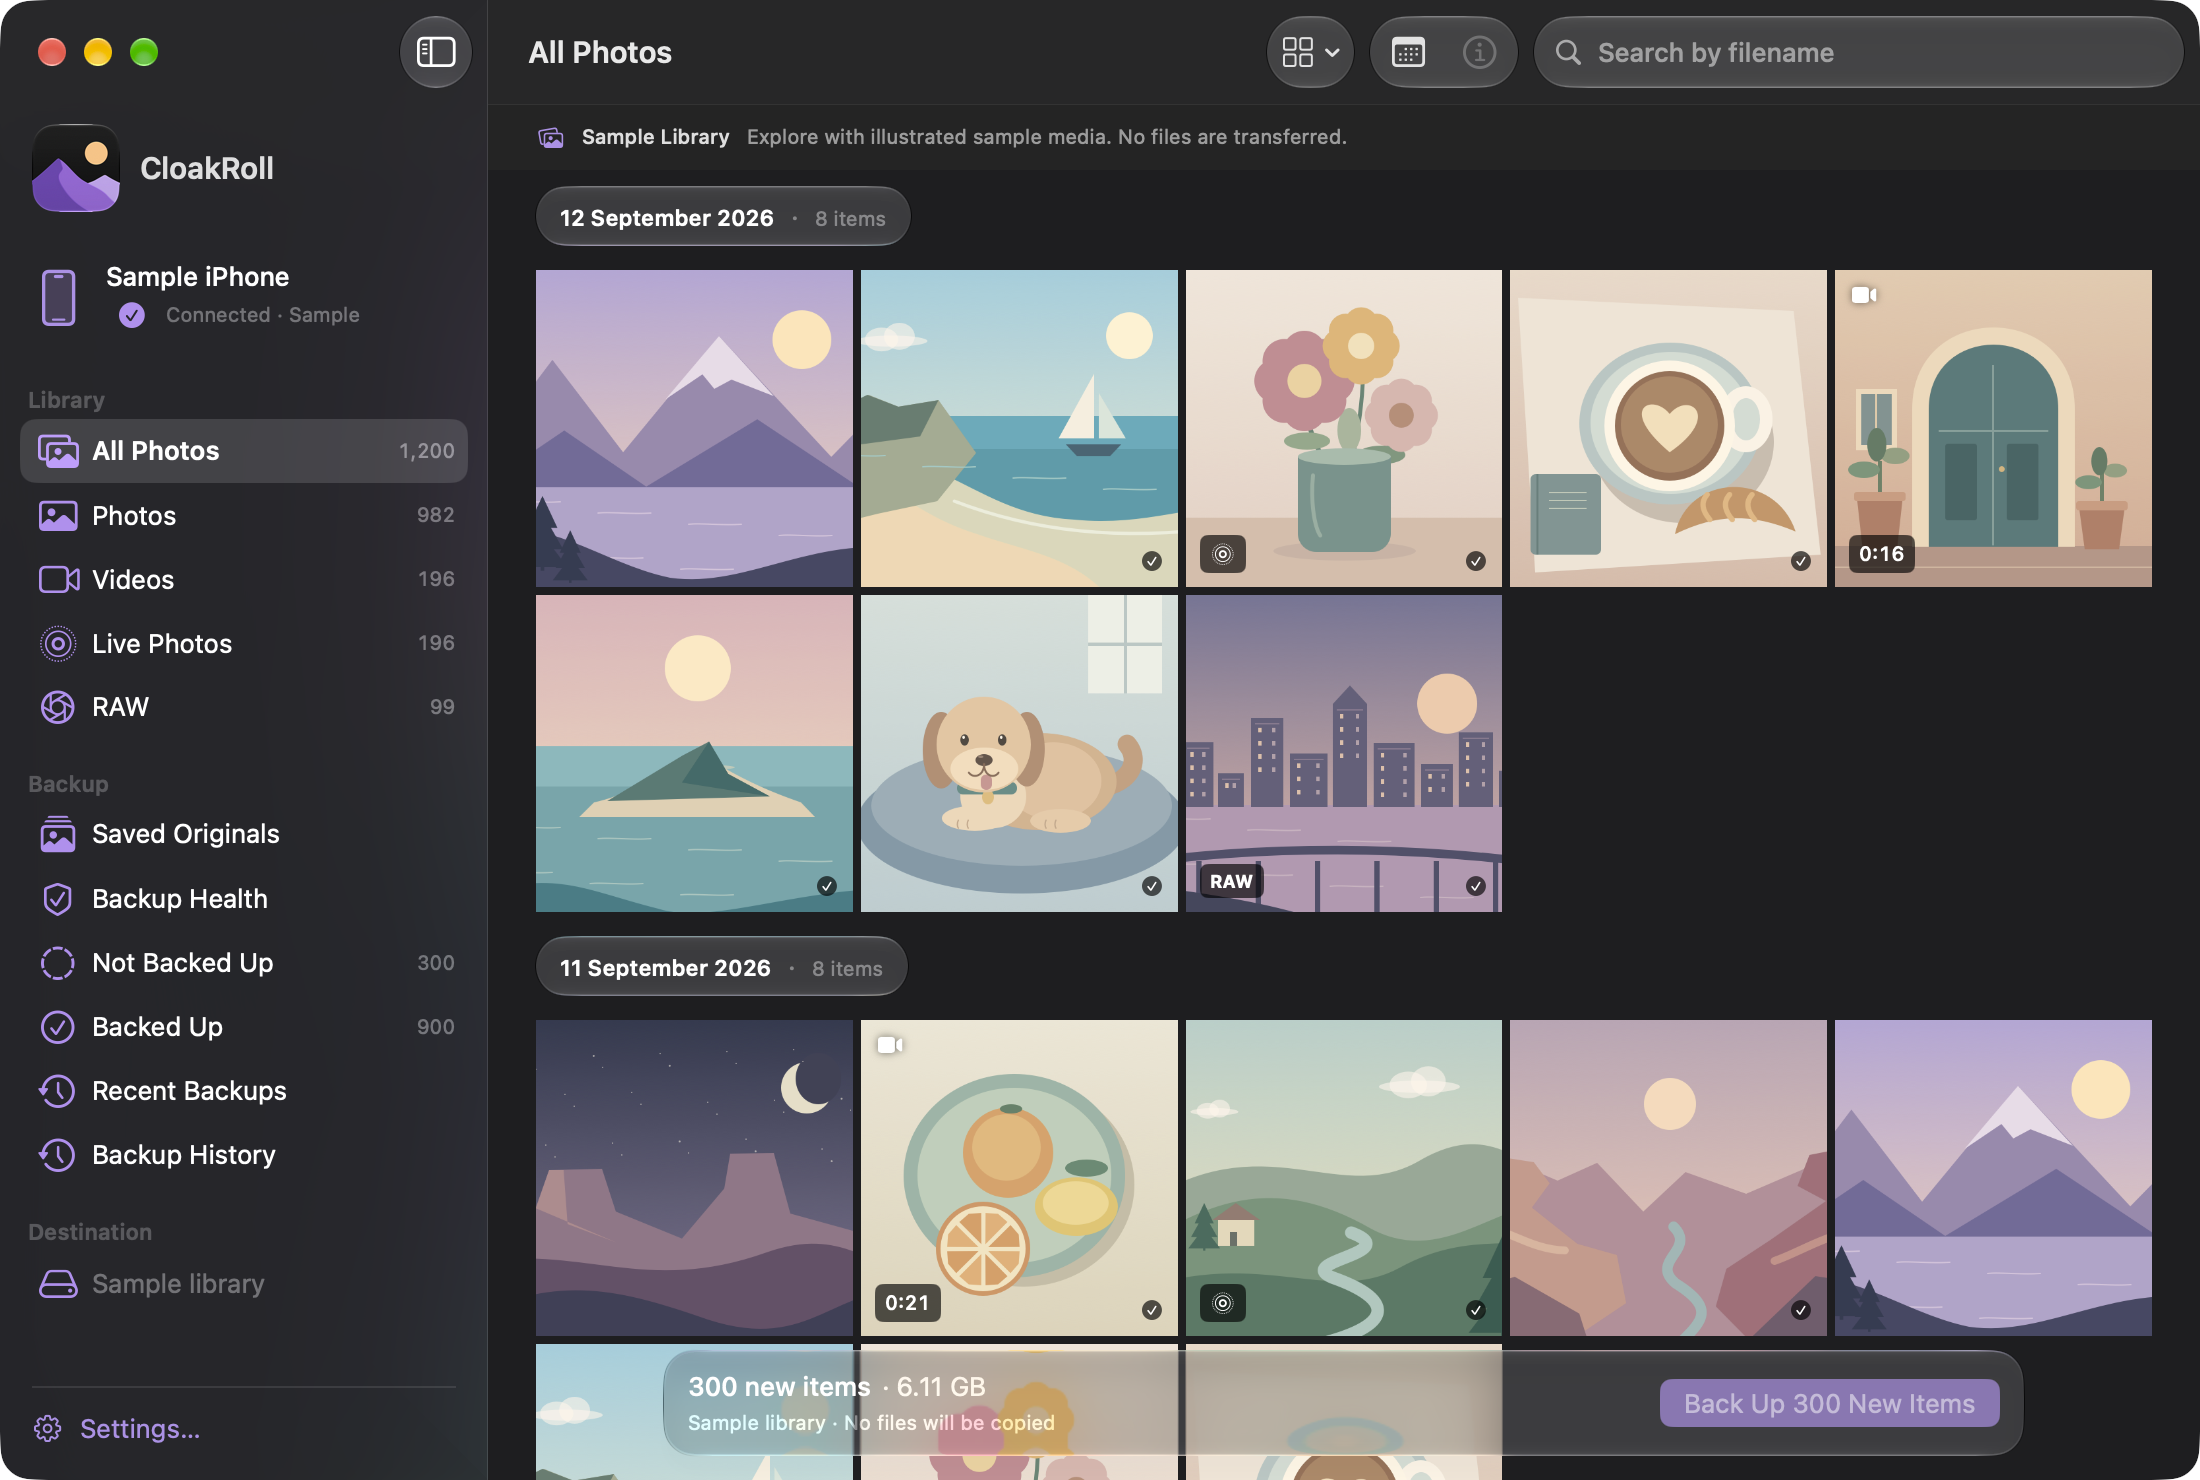 All Photos
Search by filename
CloakRoll
Sample iPhone
Connected · Sample
Library
All Photos 1,200
Photos 982
Videos 196
Live Photos 196
RAW 99
Backup
Saved Originals
Backup Health
Not Backed Up 300
Backed Up 900
Recent Backups
Backup History
Destination
Sample library
Settings...
Sample Library Explore with illustrated sample media. No files are transferred.
12 September 2026 · 8 items
0:16
RAW
11 September 2026 · 8 items
0:21
300 new items · 6.11 GB
Sample library · No files will be copied
Back Up 300 New Items